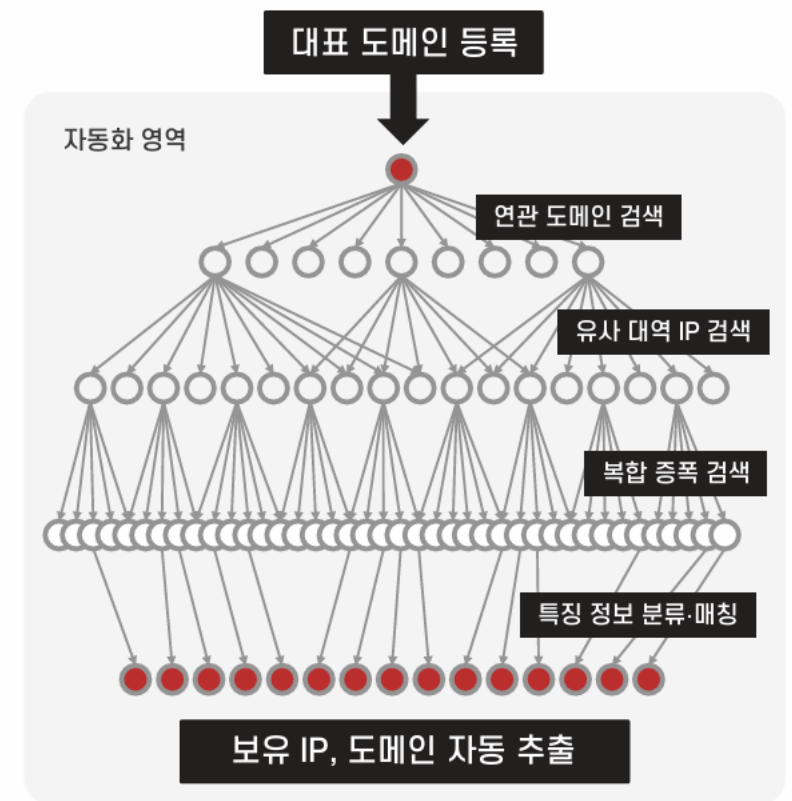 대표 도메인 등록
자동화 영역
연관 도메인 검색
유사 대역 IP 검색
복합 증폭 검색
특징 정보 분류·매칭
보유 IP, 도메인 자동 추출